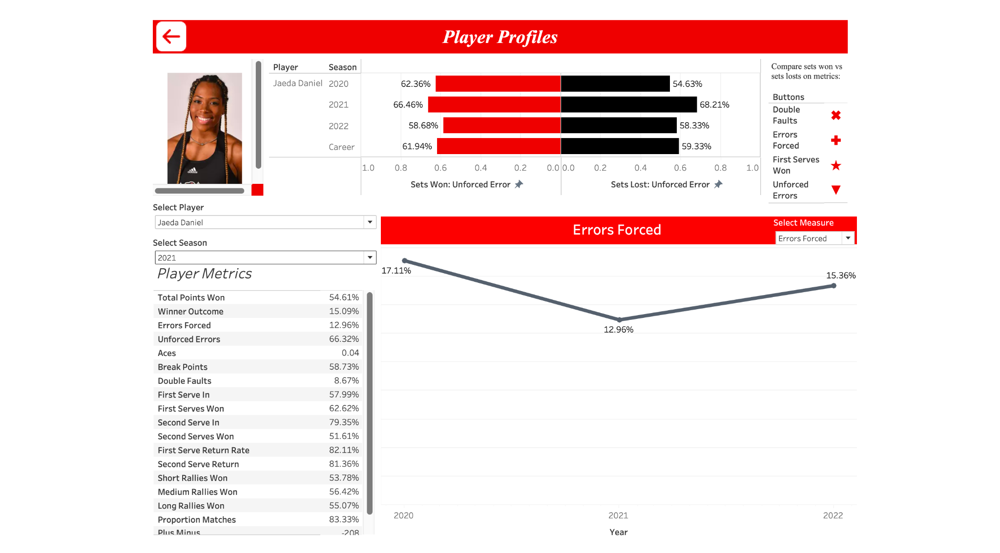 Player Profiles
Player Season
Jaeda Daniel 2020 62.36% 54.63%
2021 66.46% 68.21%
2022 58.68% 58.33%
Career 61.94% 59.33%
1.0 0.8 0.6 0.4 0.2 0.0 0.0 0.2 0.4 0.6 0.8 1.0
Sets Won: Unforced Error Sets Lost: Unforced Error
Compare sets won vs
sets losts on metrics:
Buttons
Double
Faults
Errors
Forced
First Serves
Won
Unforced
Errors
adidas
Select Player
Jaeda Daniel
Select Season
2021
Player Metrics
Total Points Won 54.61%
Winner Outcome 15.09%
Errors Forced 12.96%
Unforced Errors 66.32%
Aces 0.04
Break Points 58.73%
Double Faults 8.67%
First Serve In 57.99%
First Serves Won 62.62%
Second Serve In 79.35%
Second Serves Won 51.61%
First Serve Return Rate 82.11%
Second Serve Return 81.36%
Short Rallies Won 53.78%
Medium Rallies Won 56.42%
Long Rallies Won 55.07%
Proportion Matches 83.33%
Plus Minus -208
Errors Forced
Select Measure
Errors Forced
17.11%
12.96%
15.36%
2020 2021 2022
Year